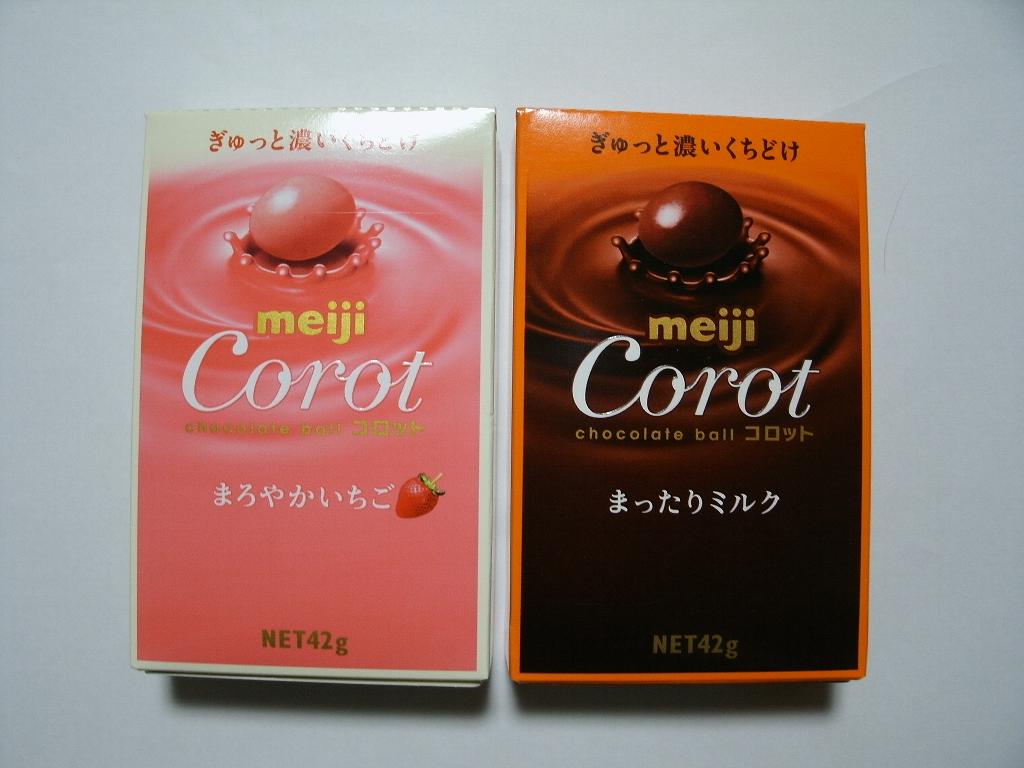 ぎゅっと濃いくちどけ
meiji
Corot
chocolate ball コロット
まろやかいちご
NET42g
ぎゅっと濃いくちどけ
meiji
Corot
chocolate ball コロット
まったりミルク
NET42g